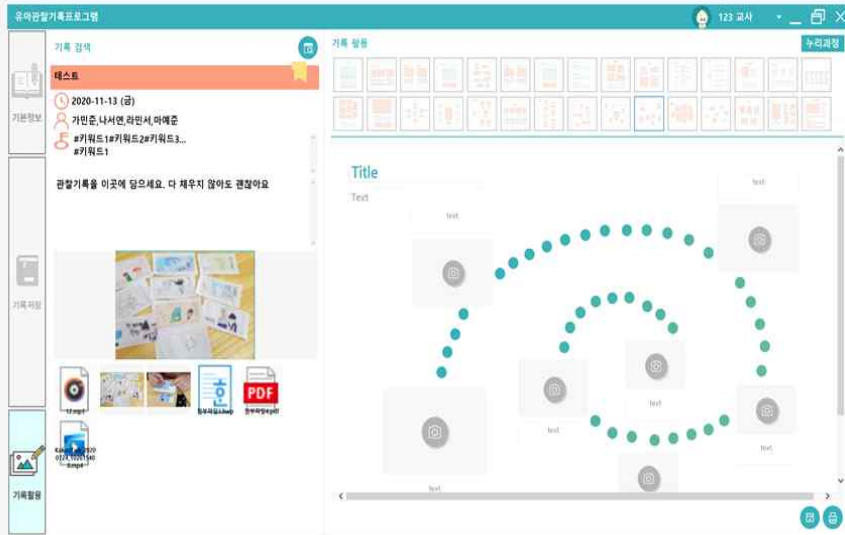 유아관찰기록프로그램
123 교사
기본정보
기록저장
기록활용
기록 검색
테스트
2020-11-13 (금)
가민준,나서연,라민서,마예준
#키워드1#키워드2#키워드3...
#키워드1
관찰기록을 이곳에 담으세요. 다 채우지 않아도 괜찮아요
PDF
기록 활용
누리과정
Title
Text
text
text
text
text
text
text